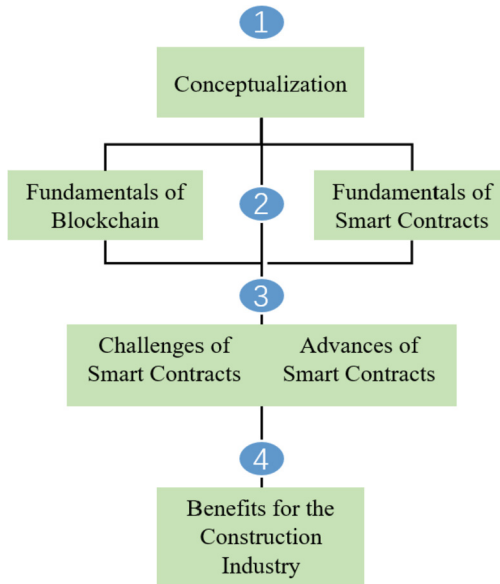 1
Conceptualization
Fundamentals of
Blockchain
2
Fundamentals of
Smart Contracts
3
Challenges of
Smart Contracts
Advances of
Smart Contracts
4
Benefits for the
Construction
Industry